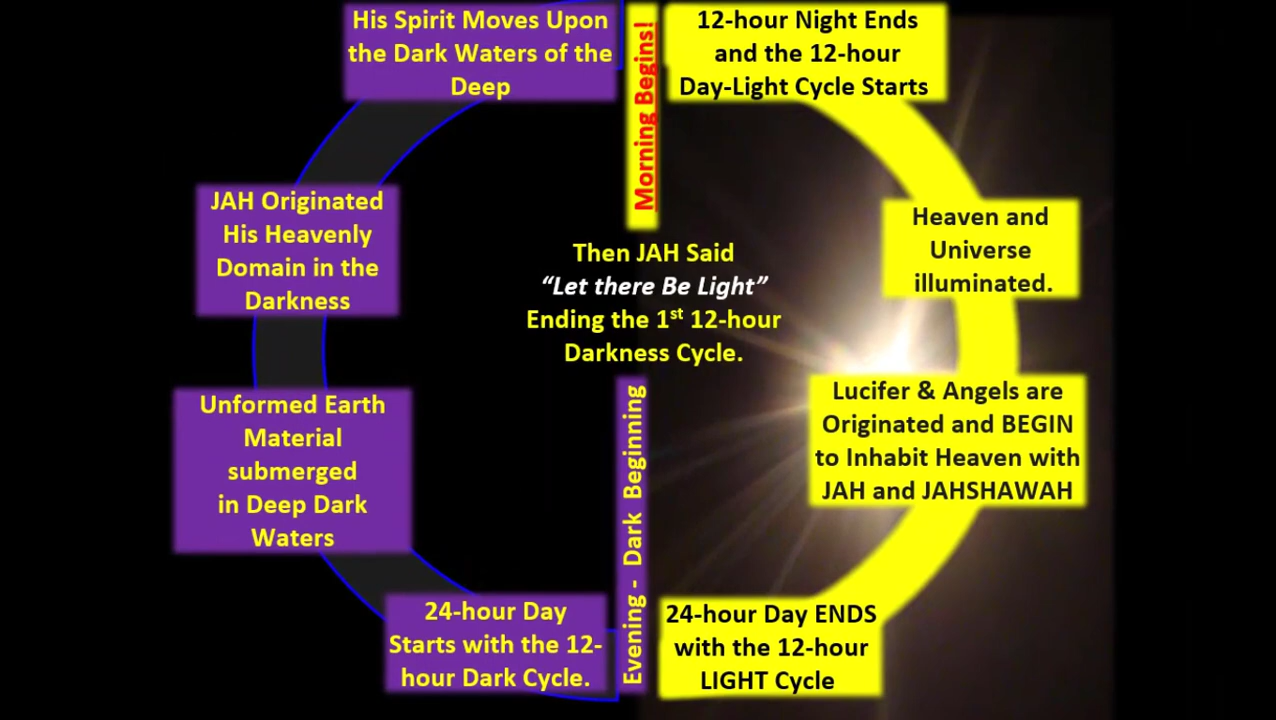 His Spirit Moves Upon
the Dark Waters of the
Deep
Morning Begins!
12-hour Night Ends
and the 12-hour
Day-Light Cycle Starts
JAH Originated
His Heavenly
Domain in the
Darkness
Heaven and
Universe
illuminated.
Then JAH Said
“Let there Be Light”
Ending the 1st 12-hour
Darkness Cycle.
Unformed Earth
Material
submerged
in Deep Dark
Waters
Lucifer & Angels are
Originated and BEGIN
to Inhabit Heaven with
JAH and JAHSHAWAH
Evening - Dark Beginning
24-hour Day
Starts with the 12-
hour Dark Cycle.
24-hour Day ENDS
with the 12-hour
LIGHT Cycle